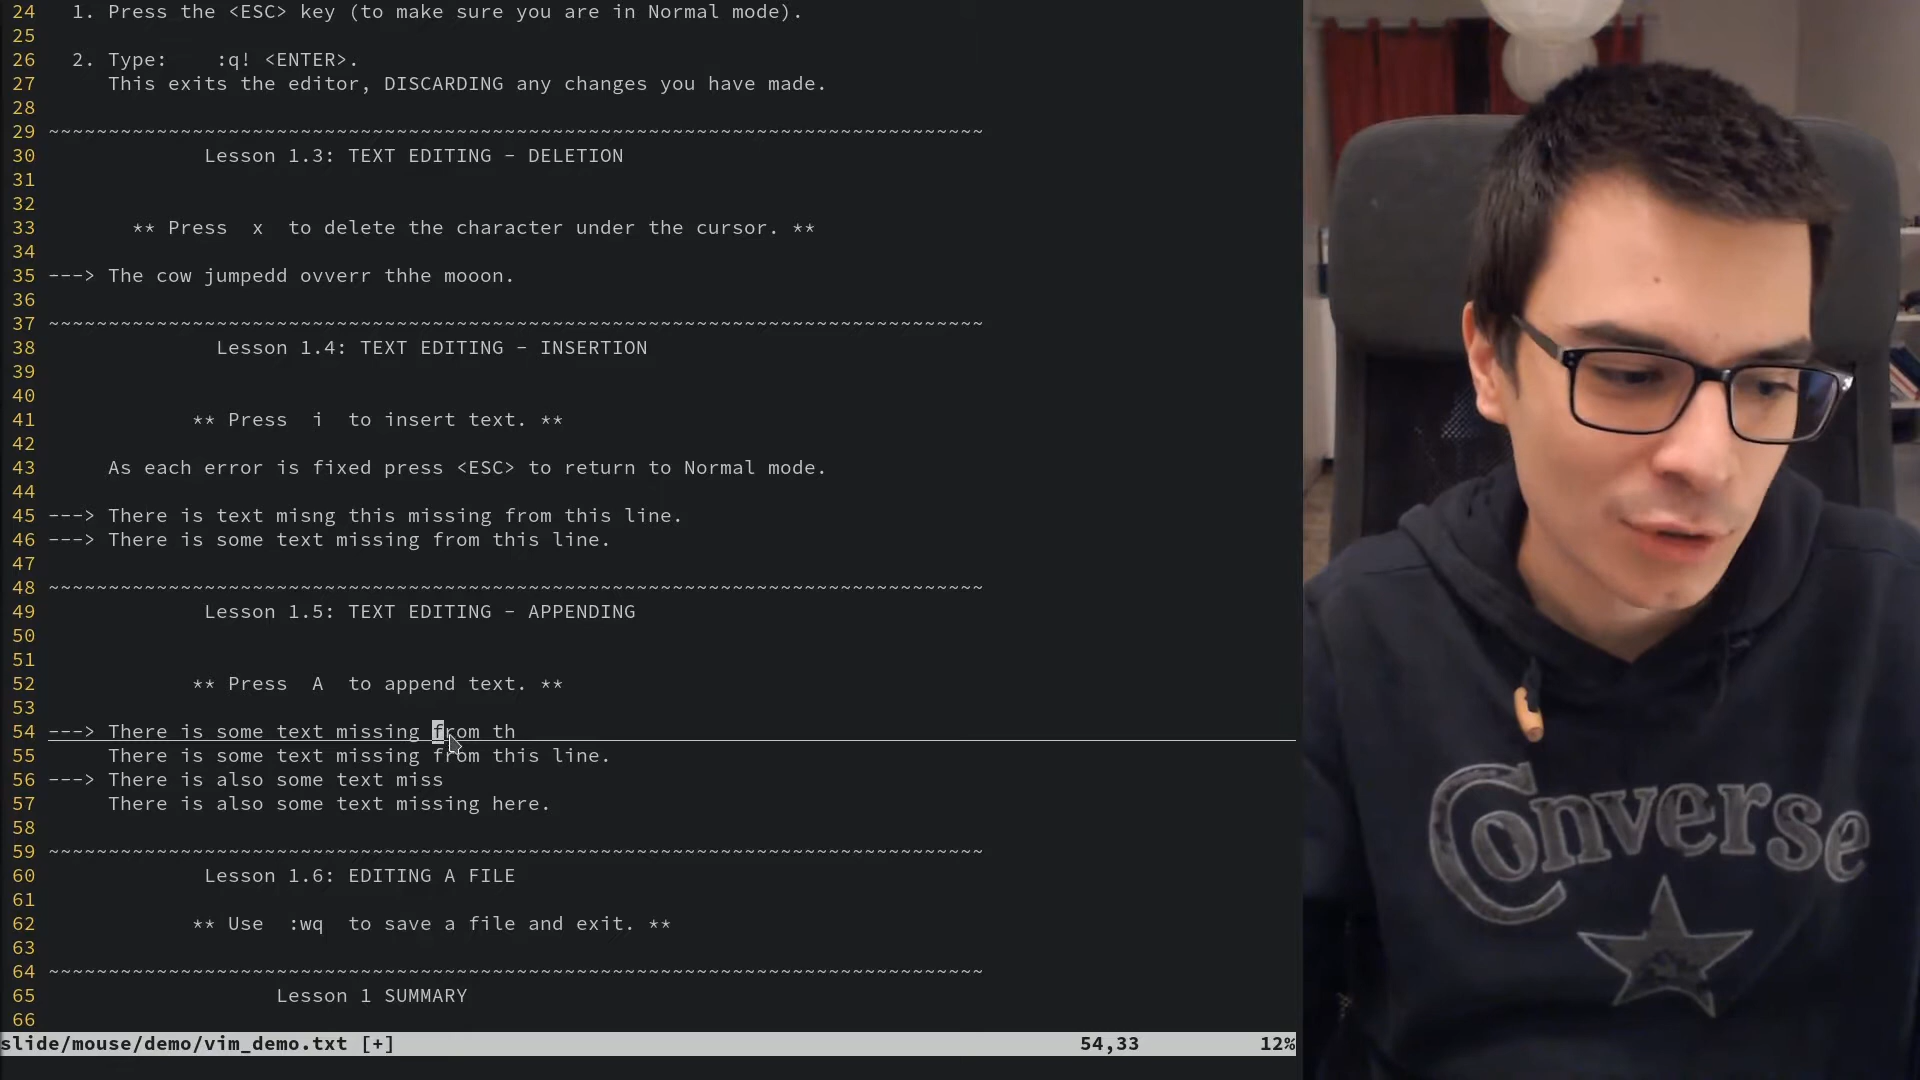 24   1. Press the <ESC> key (to make sure you are in Normal mode).
25
26   2. Type:    :q! <ENTER>.
27      This exits the editor, DISCARDING any changes you have made.
28
29 ~~~~~~~~~~~~~~~~~~~~~~~~~~~~~~~~~~~~~~~~~~~~~~~~~~~~~~~~~~~~~~~~~~~~~~~~~~~~~~
30              Lesson 1.3: TEXT EDITING - DELETION
31
32
33        ** Press  x  to delete the character under the cursor. **
34
35 ---> The cow jumpedd ovverr thhe mooon.
36
37 ~~~~~~~~~~~~~~~~~~~~~~~~~~~~~~~~~~~~~~~~~~~~~~~~~~~~~~~~~~~~~~~~~~~~~~~~~~~~~~
38               Lesson 1.4: TEXT EDITING - INSERTION
39
40
41             ** Press  i  to insert text. **
42
43      As each error is fixed press <ESC> to return to Normal mode.
44
45 ---> There is text misng this missing from this line.
46 ---> There is some text missing from this line.
47
48 ~~~~~~~~~~~~~~~~~~~~~~~~~~~~~~~~~~~~~~~~~~~~~~~~~~~~~~~~~~~~~~~~~~~~~~~~~~~~~~
49              Lesson 1.5: TEXT EDITING - APPENDING
50
51
52             ** Press  A  to append text. **
53
54 ---> There is some text missing from th
55      There is some text missing from this line.
56 ---> There is also some text miss
57      There is also some text missing here.
58
59 ~~~~~~~~~~~~~~~~~~~~~~~~~~~~~~~~~~~~~~~~~~~~~~~~~~~~~~~~~~~~~~~~~~~~~~~~~~~~~~
60              Lesson 1.6: EDITING A FILE
61
62             ** Use  :wq  to save a file and exit. **
63
64 ~~~~~~~~~~~~~~~~~~~~~~~~~~~~~~~~~~~~~~~~~~~~~~~~~~~~~~~~~~~~~~~~~~~~~~~~~~~~~~
65                    Lesson 1 SUMMARY
66
slide/mouse/demo/vim_demo.txt [+] 54,33 12%
Converse